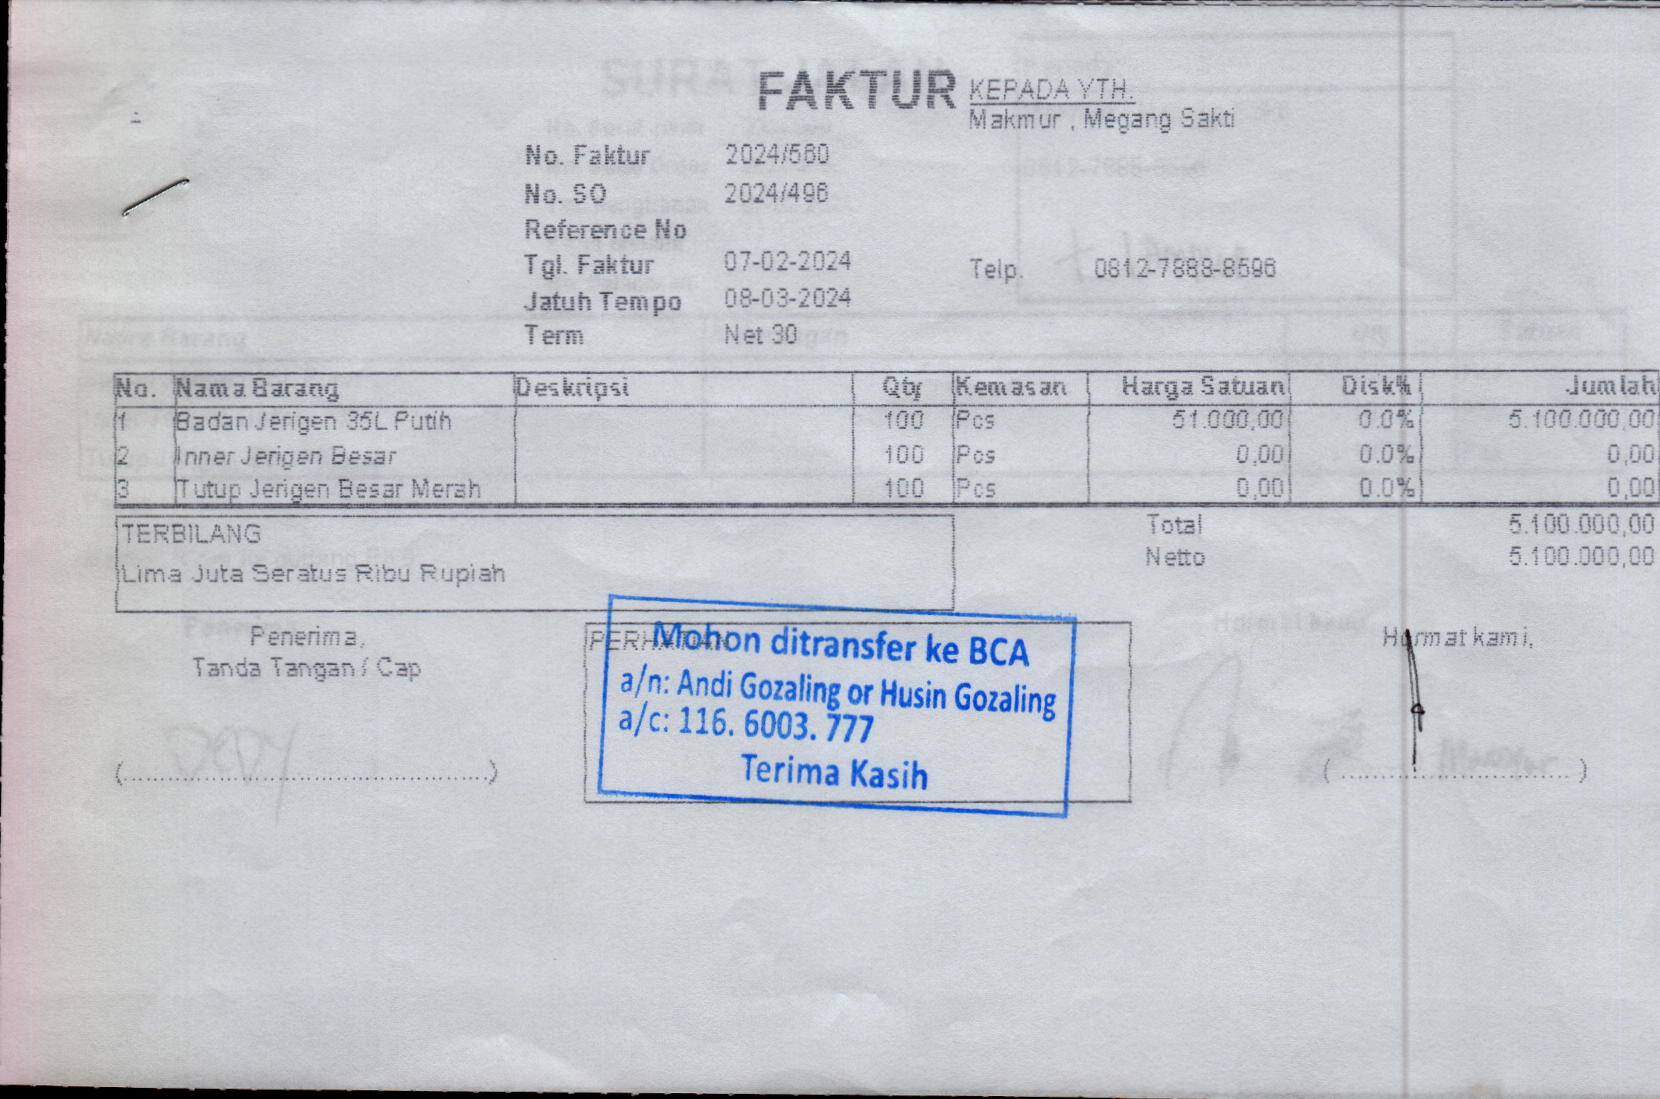 FAKTUR
KEPADA YTH.
Makmur , Megang Sakti
No. Faktur 2024/560
No. SO 2024/496
Reference No
Tgl. Faktur 07-02-2024
Telp. 0812-7888-8596
Jatuh Tempo 08-03-2024
Term Net 30
No. Nama Barang Deskripsi Qty Kemasan Harga Satuan Disk% Jumlah
1 Badan Jerigen 35L Putih 100 Pcs 51.000,00 0.0% 5.100.000,00
2 Inner Jerigen Besar 100 Pcs 0,00 0.0% 0,00
3 Tutup Jerigen Besar Merah 100 Pcs 0,00 0.0% 0,00
TERBILANG
Lima Juta Seratus Ribu Rupiah
Total 5.100.000,00
Netto 5.100.000,00
Penerima,
Tanda Tangan / Cap
PERHATIAN
Mohon ditransfer ke BCA
a/n: Andi Gozaling or Husin Gozaling
a/c: 116. 6003. 777
Terima Kasih
Hormat kami,